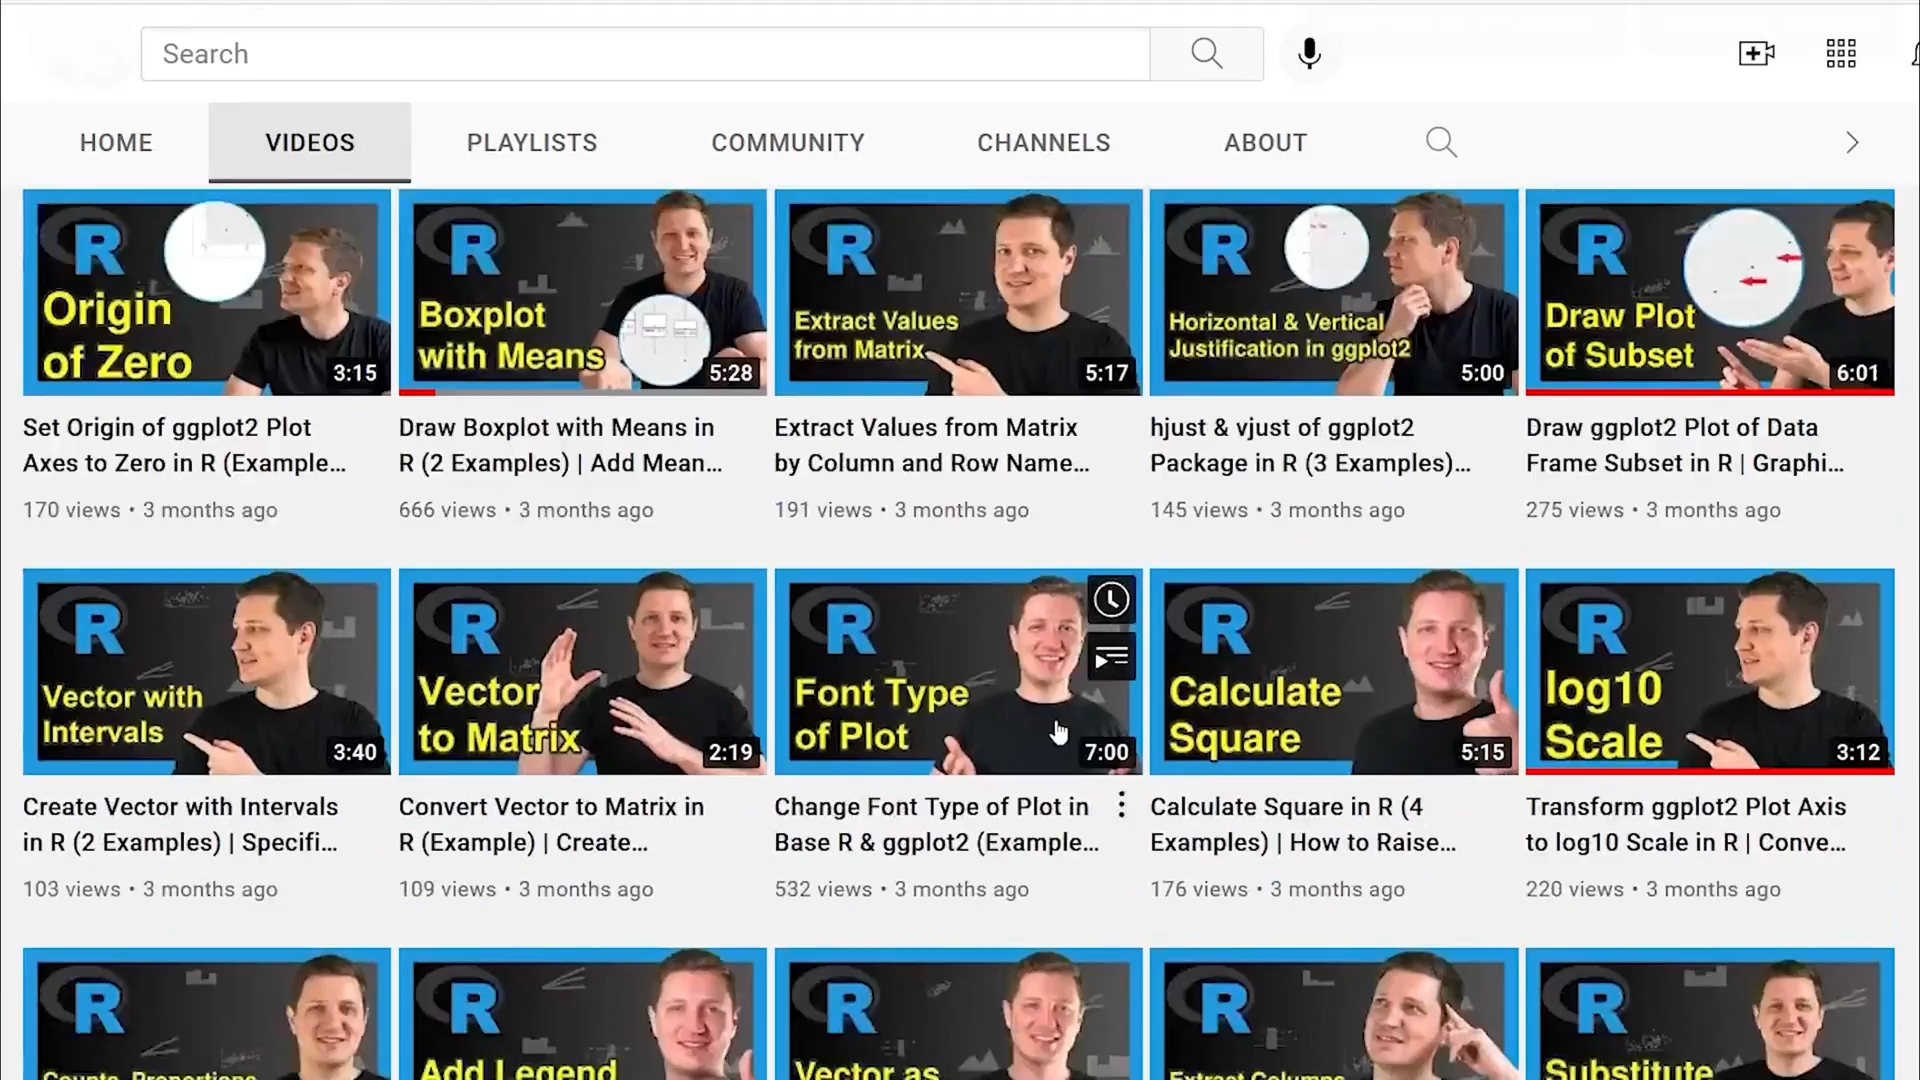 Search
HOME
VIDEOS
PLAYLISTS
COMMUNITY
CHANNELS
ABOUT
R
Origin
of Zero
3:15
R
Boxplot
with Means
5:28
R
Extract Values
from Matrix
5:17
R
Horizontal & Vertical
Justification in ggplot2
5:00
R
Draw Plot
of Subset
6:01
Set Origin of ggplot2 Plot
Axes to Zero in R (Example...
170 views • 3 months ago
Draw Boxplot with Means in
R (2 Examples) | Add Mean...
666 views • 3 months ago
Extract Values from Matrix
by Column and Row Name...
191 views • 3 months ago
hjust & vjust of ggplot2
Package in R (3 Examples)...
145 views • 3 months ago
Draw ggplot2 Plot of Data
Frame Subset in R | Graphi...
275 views • 3 months ago
R
Vector with
Intervals
3:40
R
Vector
to Matrix
2:19
R
Font Type
of Plot
7:00
R
Calculate
Square
5:15
R
log10
Scale
3:12
Create Vector with Intervals
in R (2 Examples) | Specifi...
103 views • 3 months ago
Convert Vector to Matrix in
R (Example) | Create...
109 views • 3 months ago
Change Font Type of Plot in
Base R & ggplot2 (Example...
532 views • 3 months ago
Calculate Square in R (4
Examples) | How to Raise...
176 views • 3 months ago
Transform ggplot2 Plot Axis
to log10 Scale in R | Conve...
220 views • 3 months ago
R
Counts, Proportions
R
Add Legend
R
Vector as
R
Extract Columns
R
Substitute